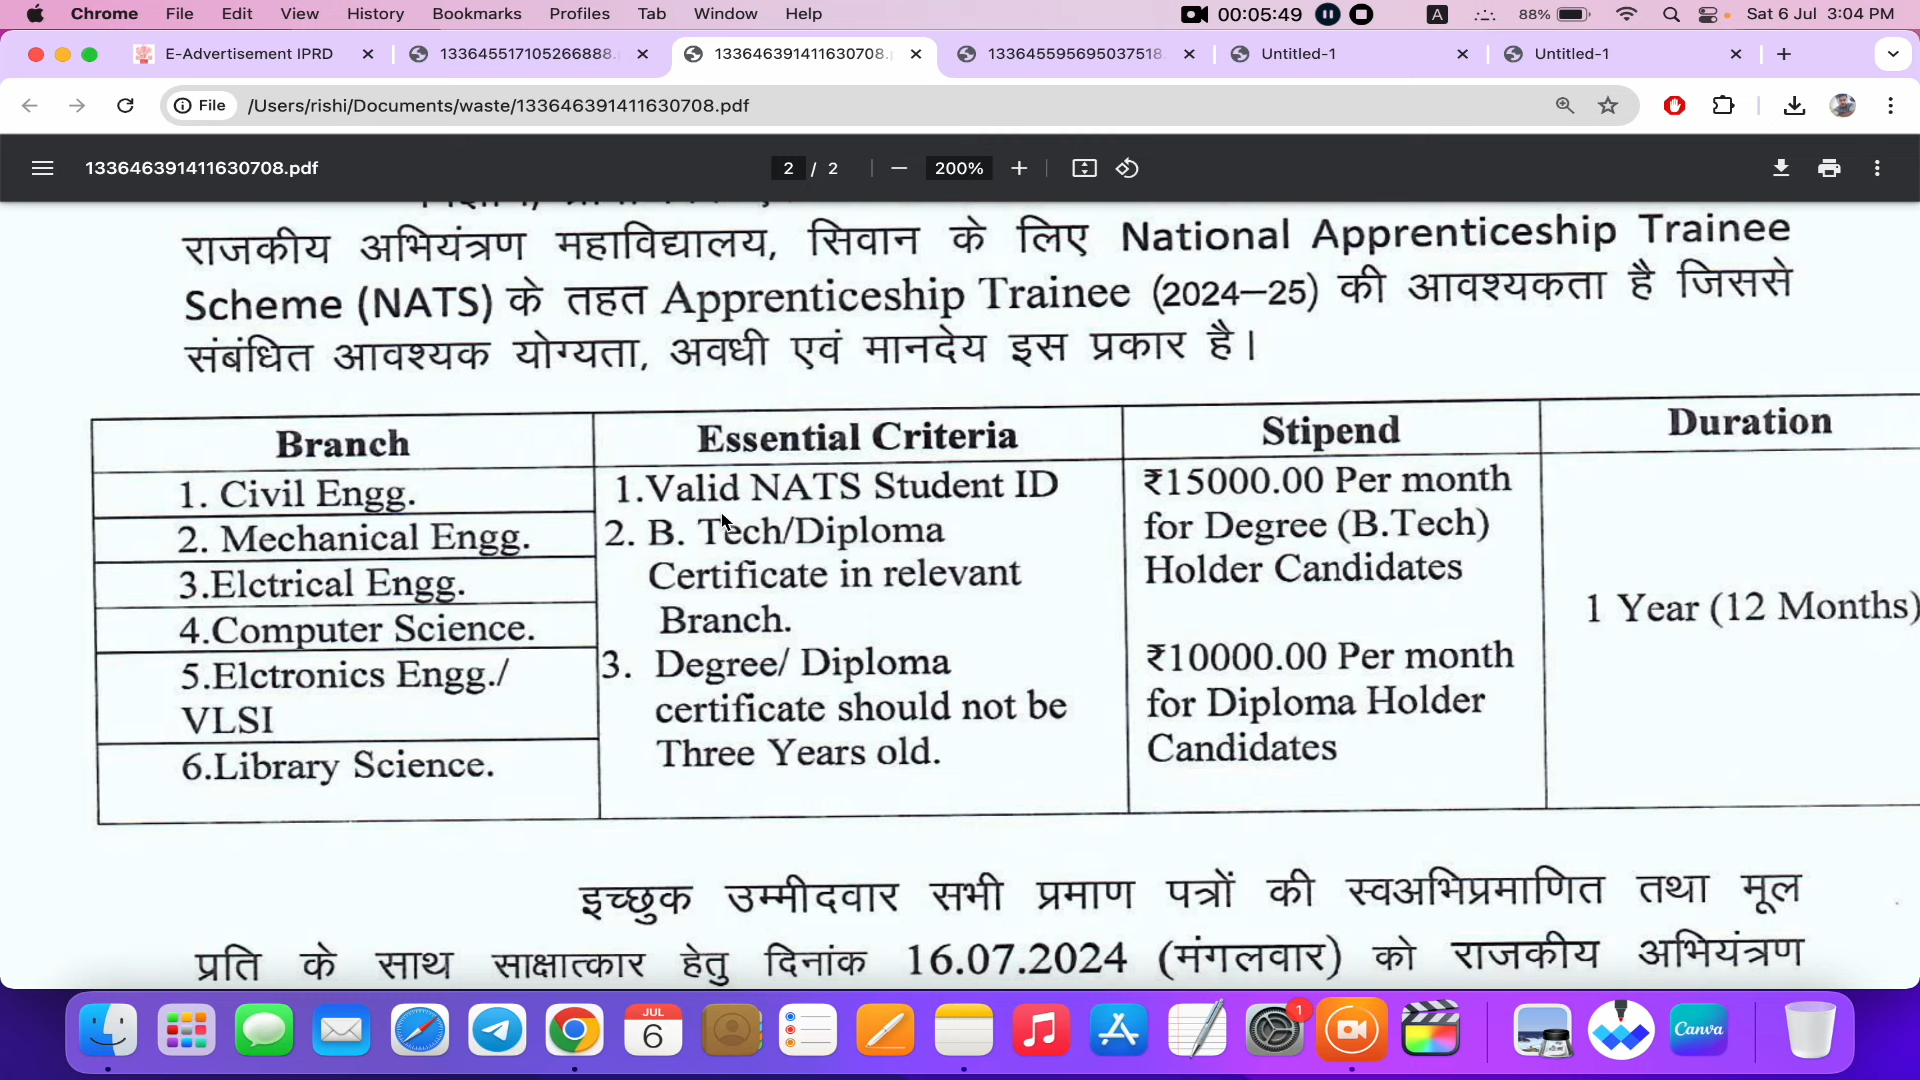 Chrome File Edit View History Bookmarks Profiles Tab Window Help 00:05:49 A 88% Sat 6 Jul 3:04 PM
E-Advertisement IPRD 133645517105266888. 133646391411630708. 133645595695037518. Untitled-1 Untitled-1
File /Users/rishi/Documents/waste/133646391411630708.pdf
133646391411630708.pdf 2 / 2 200%
राजकीय अभियंत्रण महाविद्यालय, सिवान के लिए National Apprenticeship Trainee
Scheme (NATS) के तहत Apprenticeship Trainee (2024–25) की आवश्यकता है जिससे
संबंधित आवश्यक योग्यता, अवधी एवं मानदेय इस प्रकार है।
Branch Essential Criteria Stipend Duration
1. Civil Engg.
2. Mechanical Engg.
3.Elctrical Engg.
4.Computer Science.
5.Elctronics Engg./
VLSI
6.Library Science.
1.Valid NATS Student ID
2. B. Tech/Diploma
Certificate in relevant
Branch.
3. Degree/ Diploma
certificate should not be
Three Years old.
₹15000.00 Per month
for Degree (B.Tech)
Holder Candidates
₹10000.00 Per month
for Diploma Holder
Candidates
1 Year (12 Months)
इच्छुक उम्मीदवार सभी प्रमाण पत्रों की स्वअभिप्रमाणित तथा मूल
प्रति के साथ साक्षात्कार हेतु दिनांक 16.07.2024 (मंगलवार) को राजकीय अभियंत्रण
JUL
6
1
Canva